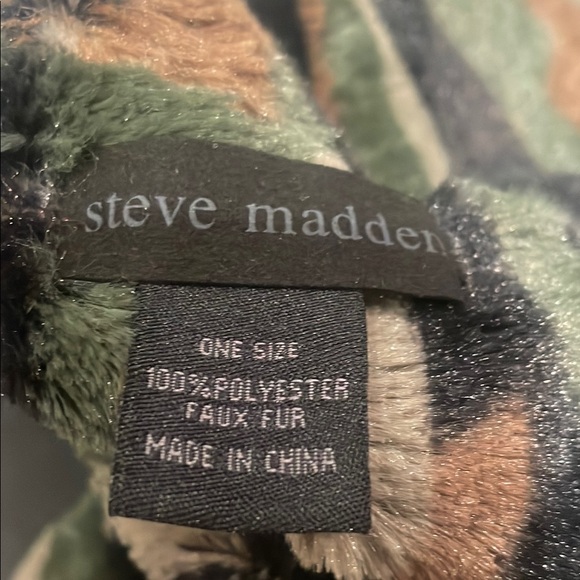 steve madden
ONE SIZE
100%POLYESTER
FAUX FUR
MADE IN CHINA